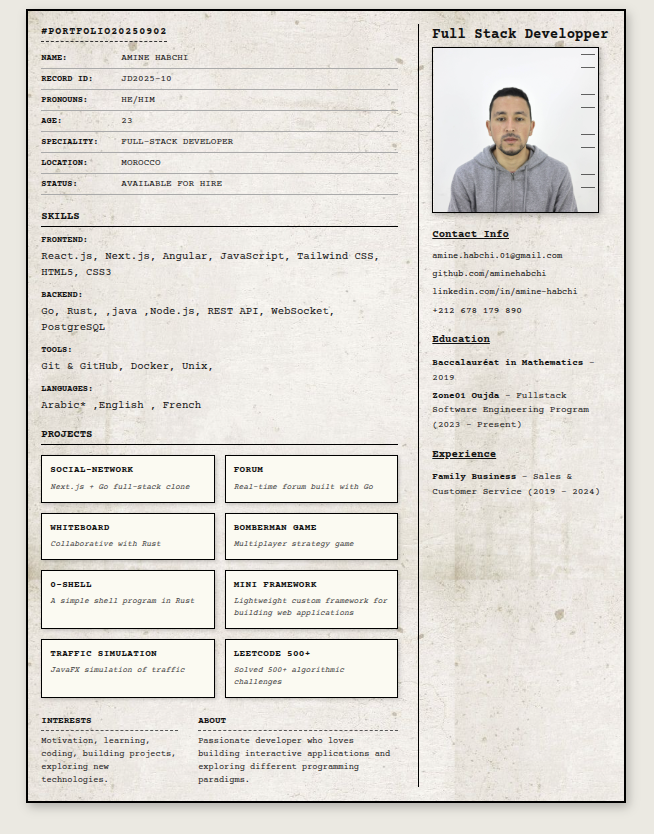 #PORTFOLIO20250902
NAME: AMINE HABCHI
RECORD ID: JD2025-10
PRONOUNS: HE/HIM
AGE: 23
SPECIALITY: FULL-STACK DEVELOPER
LOCATION: MOROCCO
STATUS: AVAILABLE FOR HIRE
SKILLS
FRONTEND:
React.js, Next.js, Angular, JavaScript, Tailwind CSS,
HTML5, CSS3
BACKEND:
Go, Rust, ,java ,Node.js, REST API, WebSocket,
PostgreSQL
TOOLS:
Git & GitHub, Docker, Unix,
LANGUAGES:
Arabic* ,English , French
PROJECTS
SOCIAL-NETWORK
Next.js + Go full-stack clone
FORUM
Real-time forum built with Go
WHITEBOARD
Collaborative with Rust
BOMBERMAN GAME
Multiplayer strategy game
0-SHELL
A simple shell program in Rust
MINI FRAMEWORK
Lightweight custom framework for
building web applications
TRAFFIC SIMULATION
JavaFX simulation of traffic
LEETCODE 500+
Solved 500+ algorithmic
challenges
INTERESTS
Motivation, learning,
coding, building projects,
exploring new
technologies.
ABOUT
Passionate developer who loves
building interactive applications and
exploring different programming
paradigms.
Full Stack Developper
Contact Info
amine.habchi.01@gmail.com
github.com/aminehabchi
linkedin.com/in/amine-habchi
+212 678 179 890
Education
Baccalauréat in Mathematics –
2019
Zone01 Oujda – Fullstack
Software Engineering Program
(2023 – Present)
Experience
Family Business – Sales &
Customer Service (2019 – 2024)